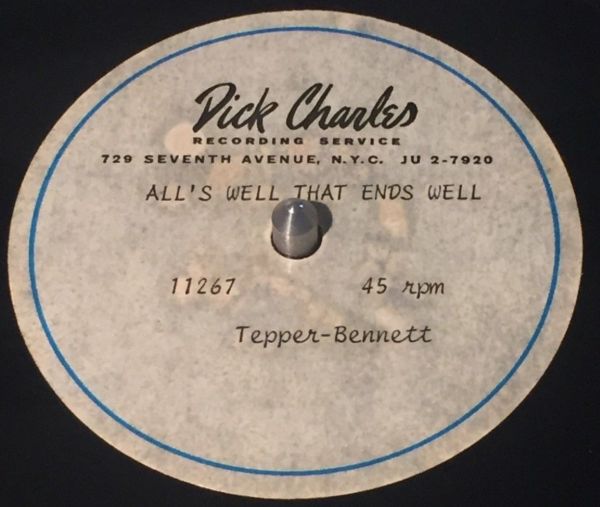 Dick Charles
RECORDING SERVICE
729 SEVENTH AVENUE, N.Y.C. JU 2-7920
ALL'S WELL THAT ENDS WELL
11267 45 rpm
Tepper-Bennett